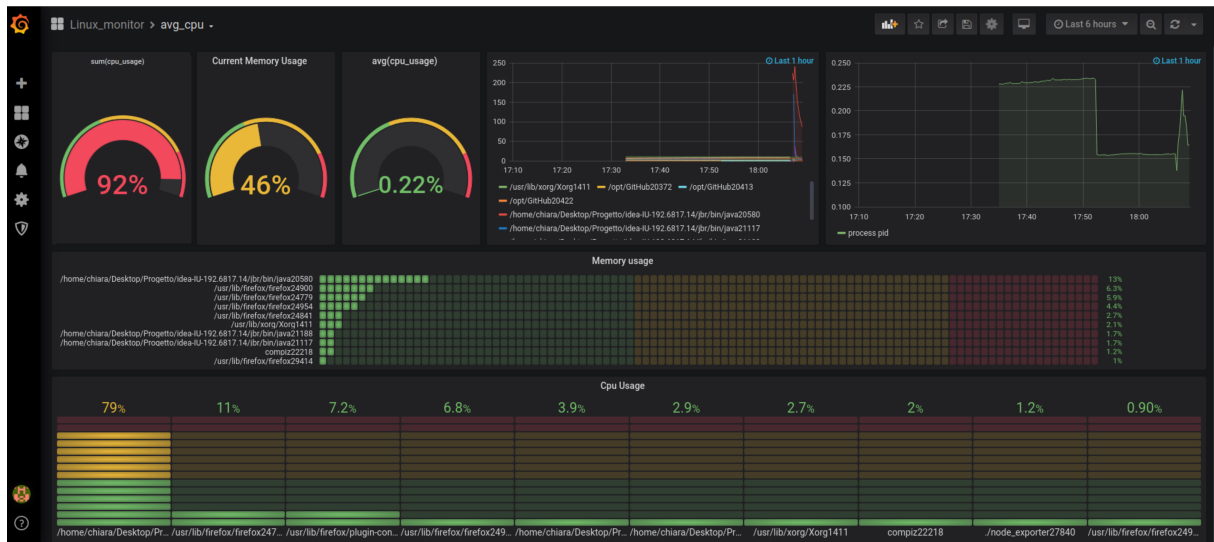 Linux_monitor > avg_cpu
Last 6 hours
sum(cpu_usage)
92%
Current Memory Usage
46%
avg(cpu_usage)
0.22%
Last 1 hour
250
200
150
100
50
0
17:10 17:20 17:30 17:40 17:50 18:00
/usr/lib/xorg/Xorg1411 /opt/GitHub20372 /opt/GitHub20413
/opt/GitHub20422
/home/chiara/Desktop/Progetto/idea-IU-192.6817.14/jbr/bin/java20580
/home/chiara/Desktop/Progetto/idea-IU-192.6817.14/jbr/bin/java21117
Last 1 hour
0.250
0.225
0.200
0.175
0.150
0.125
0.100
17:10 17:20 17:30 17:40 17:50 18:00
process pid
Memory usage
/home/chiara/Desktop/Progetto/idea-IU-192.6817.14/jbr/bin/java20580 13%
/usr/lib/firefox/firefox24900 6.3%
/usr/lib/firefox/firefox24779 5.9%
/usr/lib/firefox/firefox24954 4.4%
/usr/lib/firefox/firefox24841 2.7%
/usr/lib/xorg/Xorg1411 2.1%
/home/chiara/Desktop/Progetto/idea-IU-192.6817.14/jbr/bin/java21188 1.7%
/home/chiara/Desktop/Progetto/idea-IU-192.6817.14/jbr/bin/java21117 1.7%
compiz22218 1.2%
/usr/lib/firefox/firefox29414 1%
Cpu Usage
79% 11% 7.2% 6.8% 3.9% 2.9% 2.7% 2% 1.2% 0.90%
/home/chiara/Desktop/Pr... /usr/lib/firefox/firefox247... /usr/lib/firefox/plugin-con... /usr/lib/firefox/firefox249... /home/chiara/Desktop/Pr... /home/chiara/Desktop/Pr... /usr/lib/xorg/Xorg1411 compiz22218 ./node_exporter27840 /usr/lib/firefox/firefox249...